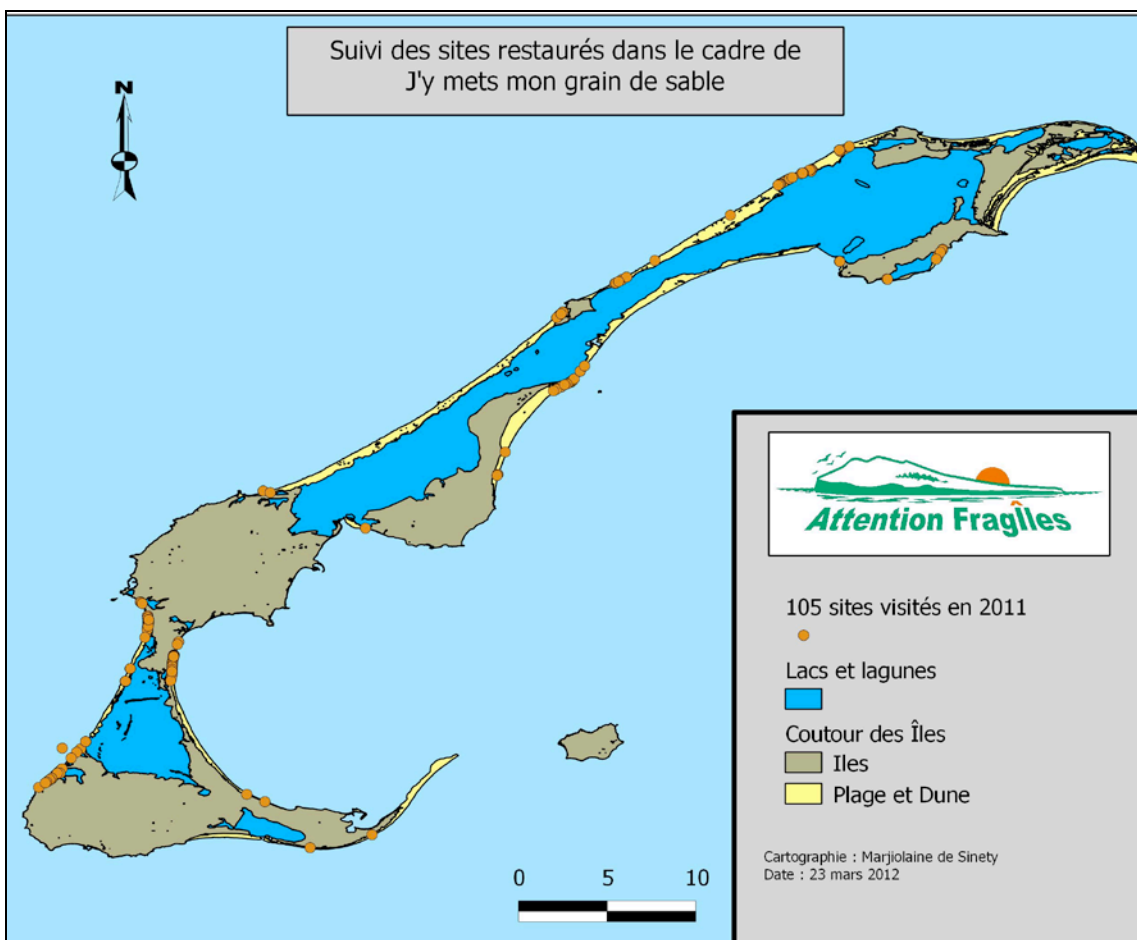 Suivi des sites restaurés dans le cadre de
J'y mets mon grain de sable
N
Attention FragÎles
105 sites visités en 2011
Lacs et lagunes
Coutour des Îles
Iles
Plage et Dune
Cartographie : Marjiolaine de Sinety
Date : 23 mars 2012
0 5 10